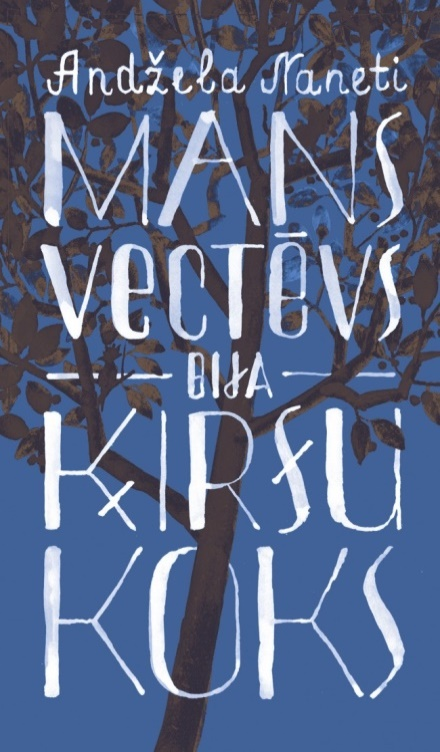 Andžela Naneti
MANS
VECTĒVS
BIJA
ĶIRŠU
KOKS